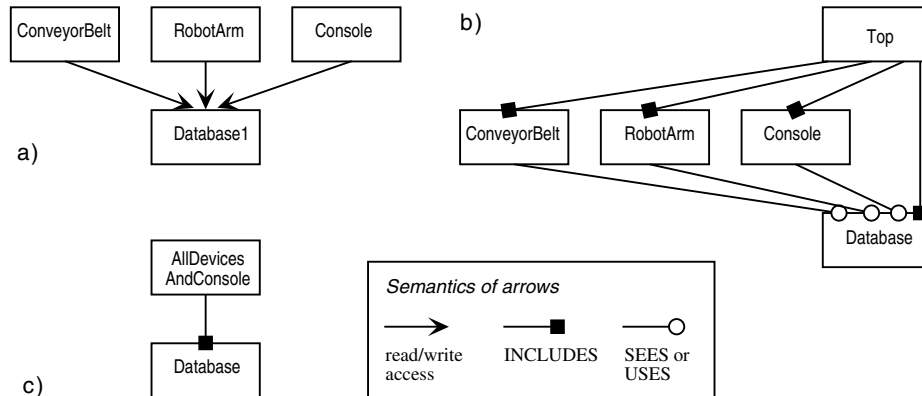 ConveyorBelt
RobotArm
Console
Database1
a)
b)
Top
ConveyorBelt
RobotArm
Console
Database
AllDevices
AndConsole
Database
c)
Semantics of arrows
read/write
access
INCLUDES
SEES or
USES